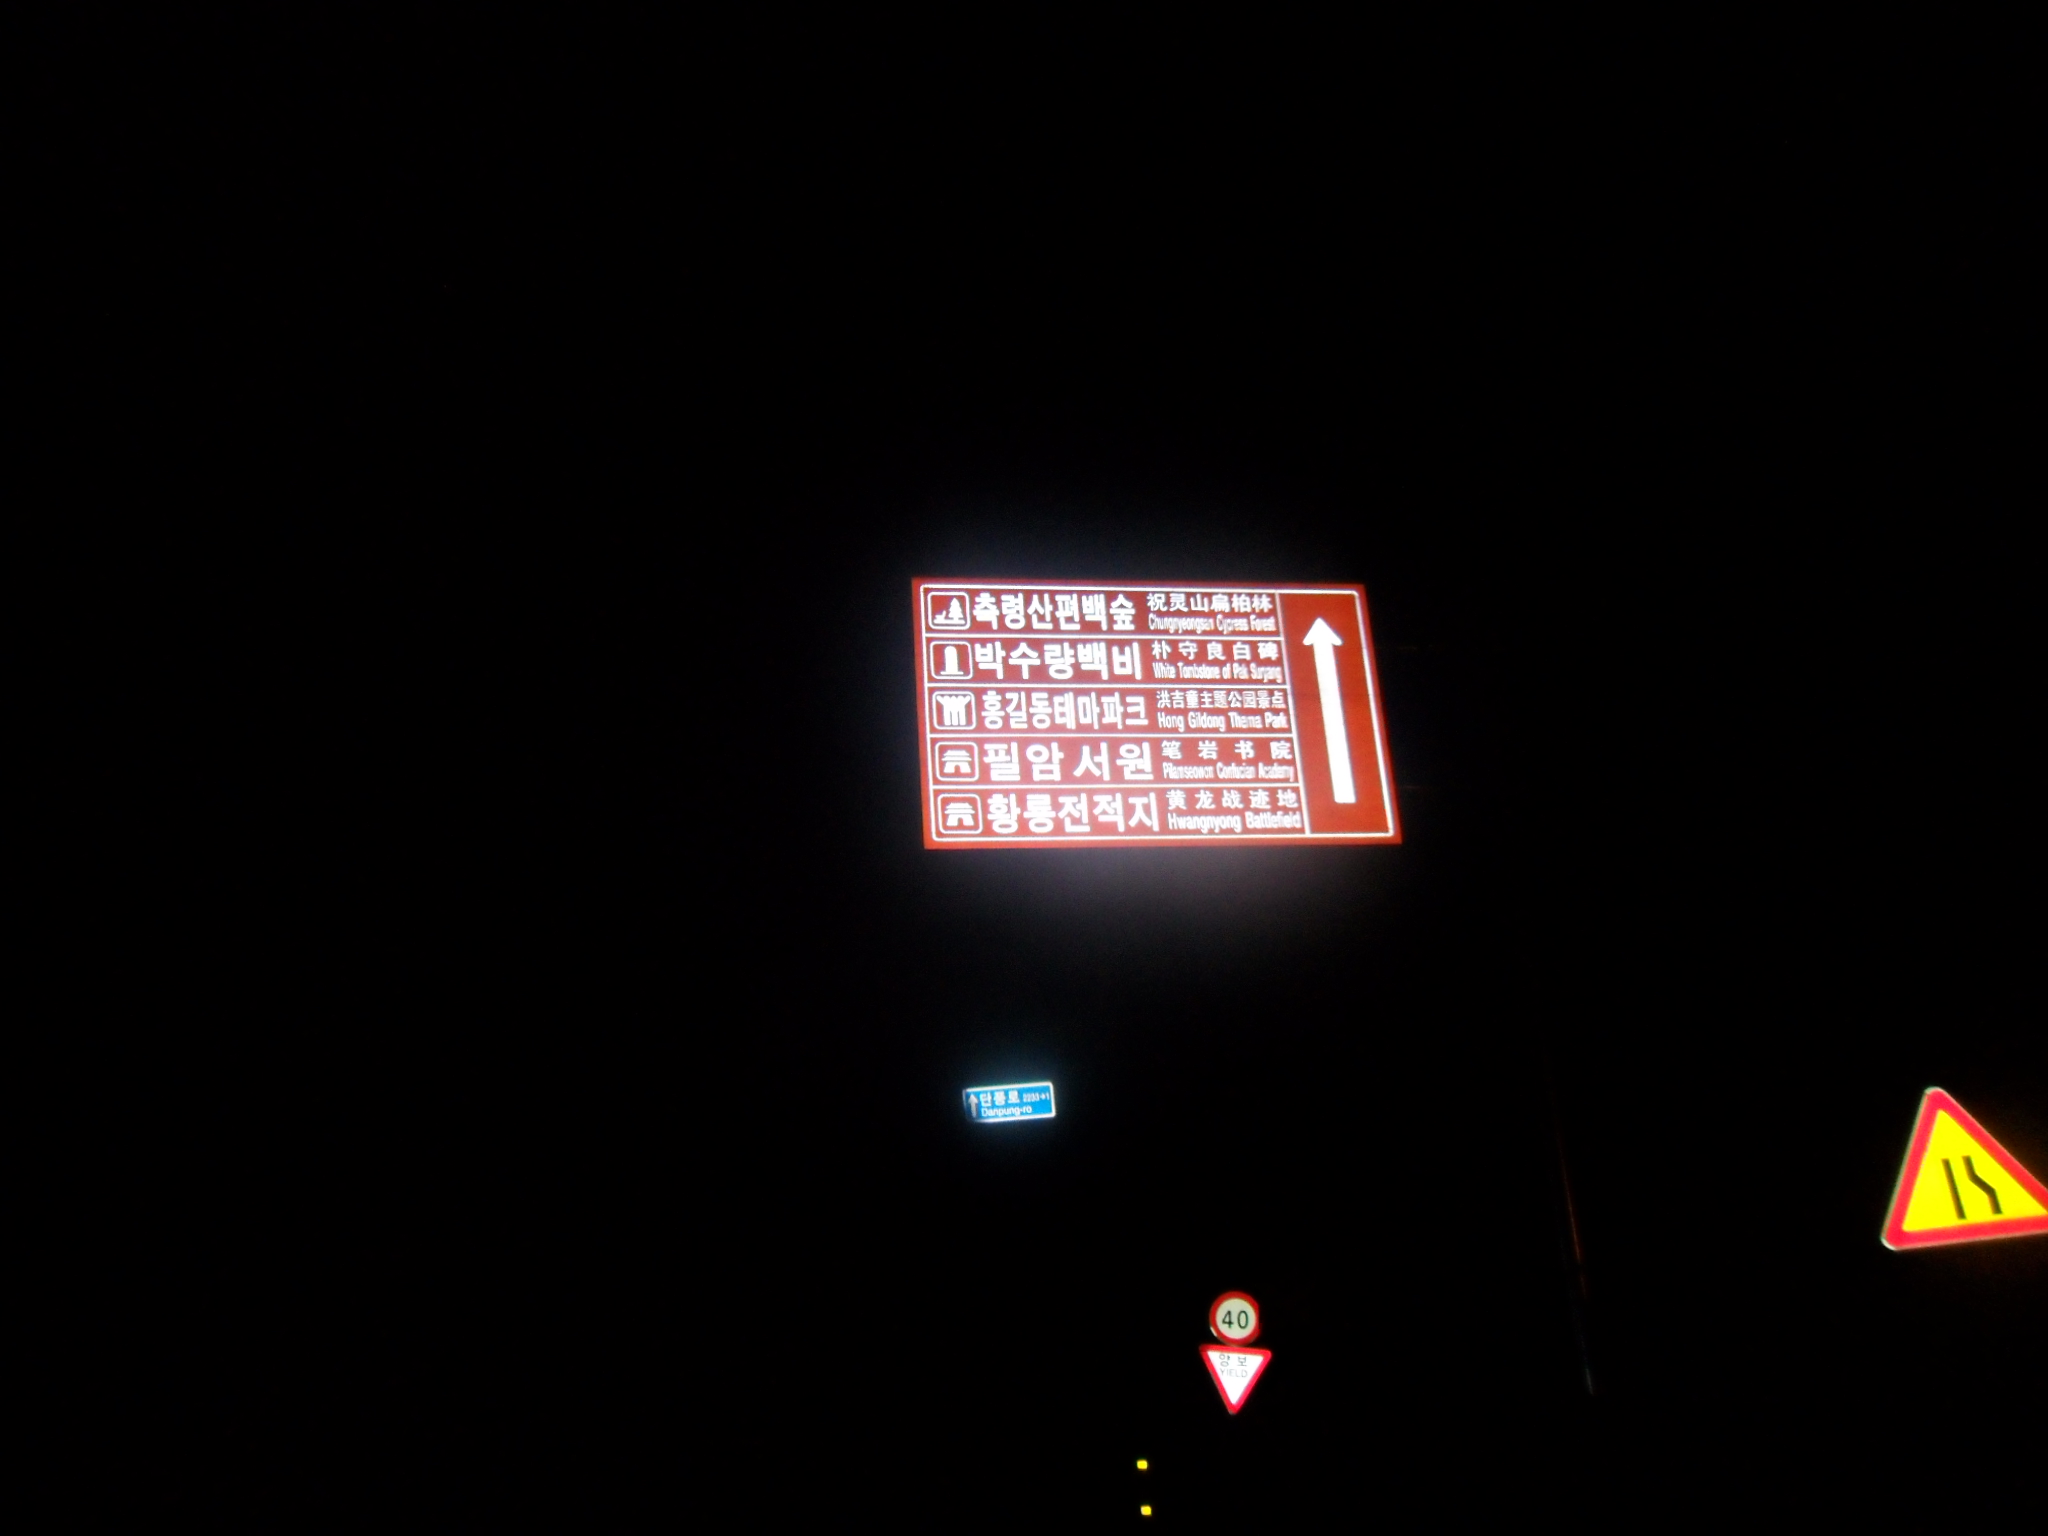 축령산편백숲 祝灵山扁柏林
Chungnyeongsan Cypress Forest
박수량백비 朴守良白碑
White Tombstone of Pak Suryang
홍길동테마파크 洪吉童主题公园景点
Hong Gildong Thema Park
필암서원 笔岩书院
Pilamseowon Confucian Academy
황룡전적지 黄龙战迹地
Hwangnyong Battlefield
단풍로 2233→1
Danpung-ro
40
양보
YIELD